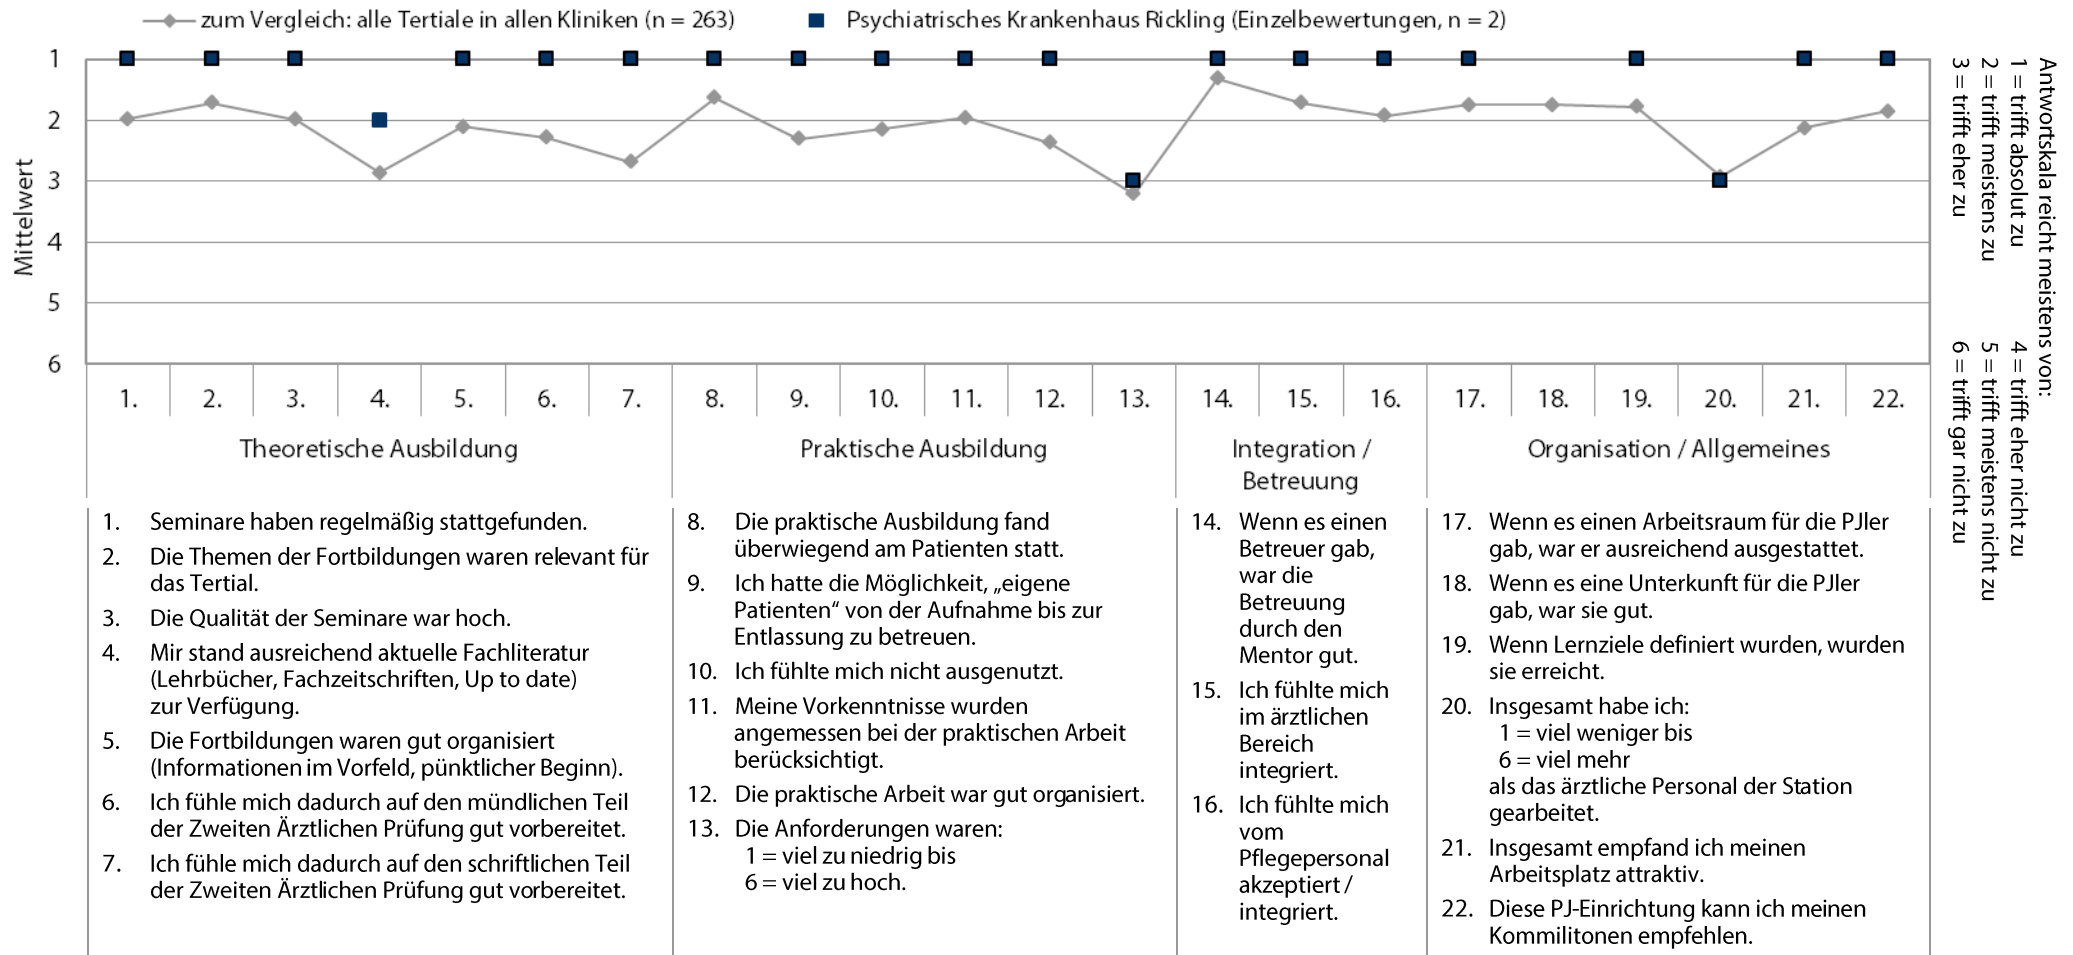 zum Vergleich: alle Tertiale in allen Kliniken (n = 263)
Psychiatrisches Krankenhaus Rickling (Einzelbewertungen, n = 2)
Mittelwert
1
2
3
4
5
6
1.
2.
3.
4.
5.
6.
7.
8.
9.
10.
11.
12.
13.
14.
15.
16.
17.
18.
19.
20.
21.
22.
Theoretische Ausbildung
Praktische Ausbildung
Integration /
Betreuung
Organisation / Allgemeines
Antwortskala reicht meistens von:
1 = trifft absolut zu
2 = trifft meistens zu
3 = trifft eher zu
4 = trifft eher nicht zu
5 = trifft meistens nicht zu
6 = trifft gar nicht zu
1. Seminare haben regelmäßig stattgefunden.
2. Die Themen der Fortbildungen waren relevant für
das Tertial.
3. Die Qualität der Seminare war hoch.
4. Mir stand ausreichend aktuelle Fachliteratur
(Lehrbücher, Fachzeitschriften, Up to date)
zur Verfügung.
5. Die Fortbildungen waren gut organisiert
(Informationen im Vorfeld, pünktlicher Beginn).
6. Ich fühle mich dadurch auf den mündlichen Teil
der Zweiten Ärztlichen Prüfung gut vorbereitet.
7. Ich fühle mich dadurch auf den schriftlichen Teil
der Zweiten Ärztlichen Prüfung gut vorbereitet.
8. Die praktische Ausbildung fand
überwiegend am Patienten statt.
9. Ich hatte die Möglichkeit, „eigene
Patienten“ von der Aufnahme bis zur
Entlassung zu betreuen.
10. Ich fühlte mich nicht ausgenutzt.
11. Meine Vorkenntnisse wurden
angemessen bei der praktischen Arbeit
berücksichtigt.
12. Die praktische Arbeit war gut organisiert.
13. Die Anforderungen waren:
1 = viel zu niedrig bis
6 = viel zu hoch.
14. Wenn es einen
Betreuer gab,
war die
Betreuung
durch den
Mentor gut.
15. Ich fühlte mich
im ärztlichen
Bereich
integriert.
16. Ich fühlte mich
vom
Pflegepersonal
akzeptiert /
integriert.
17. Wenn es einen Arbeitsraum für die PJler
gab, war er ausreichend ausgestattet.
18. Wenn es eine Unterkunft für die PJler
gab, war sie gut.
19. Wenn Lernziele definiert wurden, wurden
sie erreicht.
20. Insgesamt habe ich:
1 = viel weniger bis
6 = viel mehr
als das ärztliche Personal der Station
gearbeitet.
21. Insgesamt empfand ich meinen
Arbeitsplatz attraktiv.
22. Diese PJ-Einrichtung kann ich meinen
Kommilitonen empfehlen.